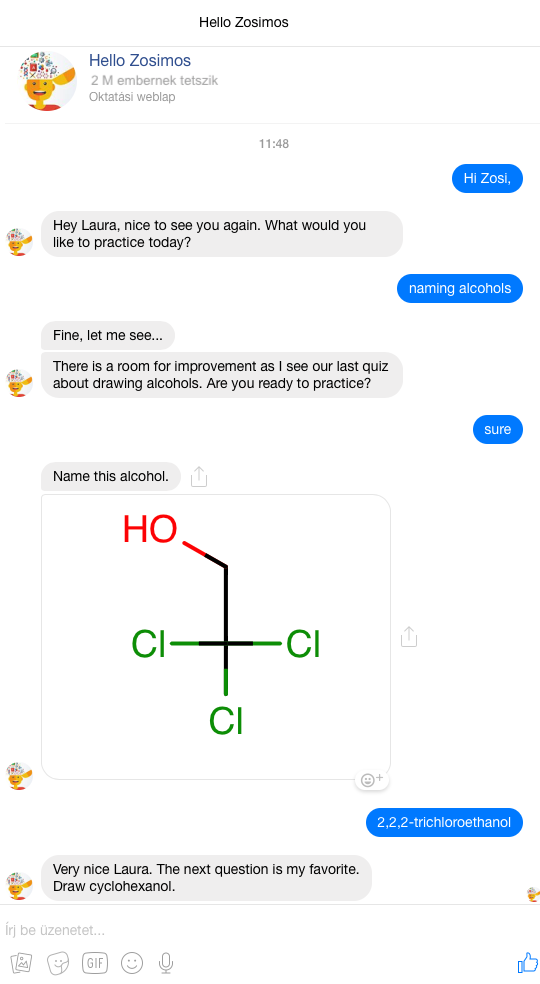 Hello Zosimos
Hello Zosimos
2 M embernek tetszik
Oktatási weblap
11:48
Hi Zosi,
Hey Laura, nice to see you again. What would you
like to practice today?
naming alcohols
Fine, let me see...
There is a room for improvement as I see our last quiz
about drawing alcohols. Are you ready to practice?
sure
Name this alcohol.
HO
Cl Cl
Cl
2,2,2-trichloroethanol
Very nice Laura. The next question is my favorite.
Draw cyclohexanol.
Írj be üzenetet...
GIF